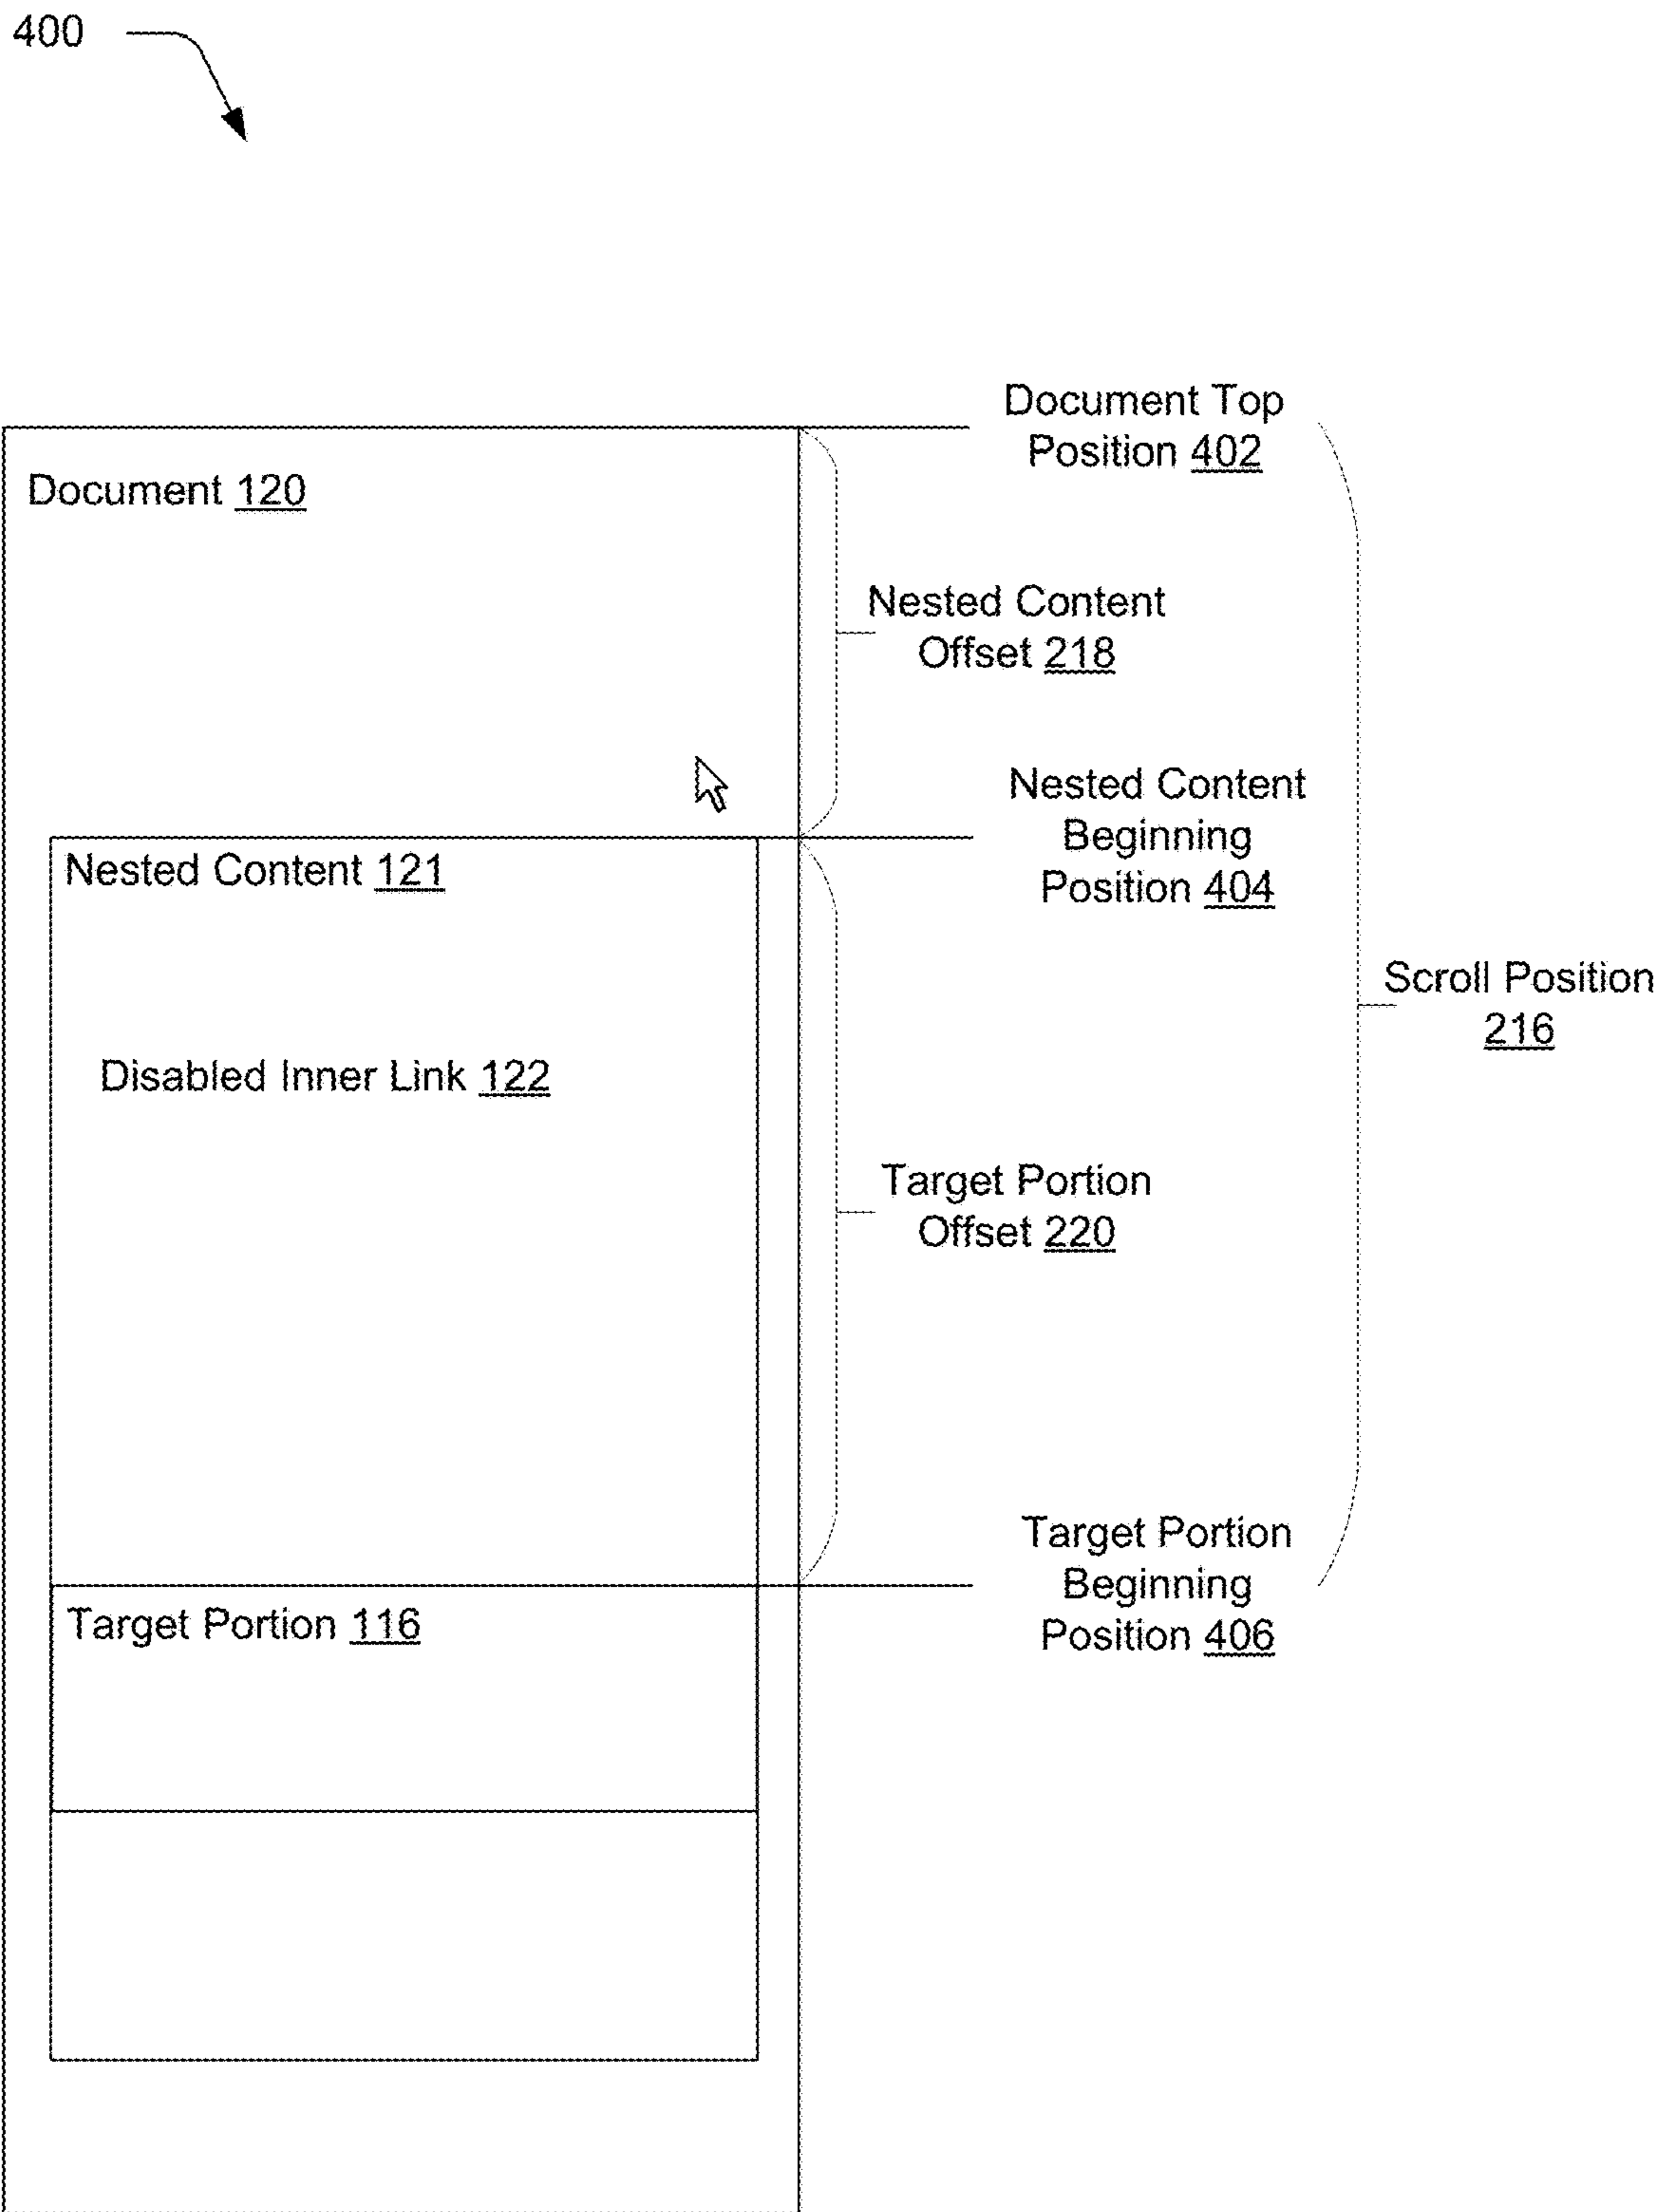 400
Document Top
Position 402
Document 120
Nested Content
Offset 218
Nested Content
Beginning
Position 404
Nested Content 121
Scroll Position
216
Disabled Inner Link 122
Target Portion
Offset 220
Target Portion
Beginning
Position 406
Target Portion 116